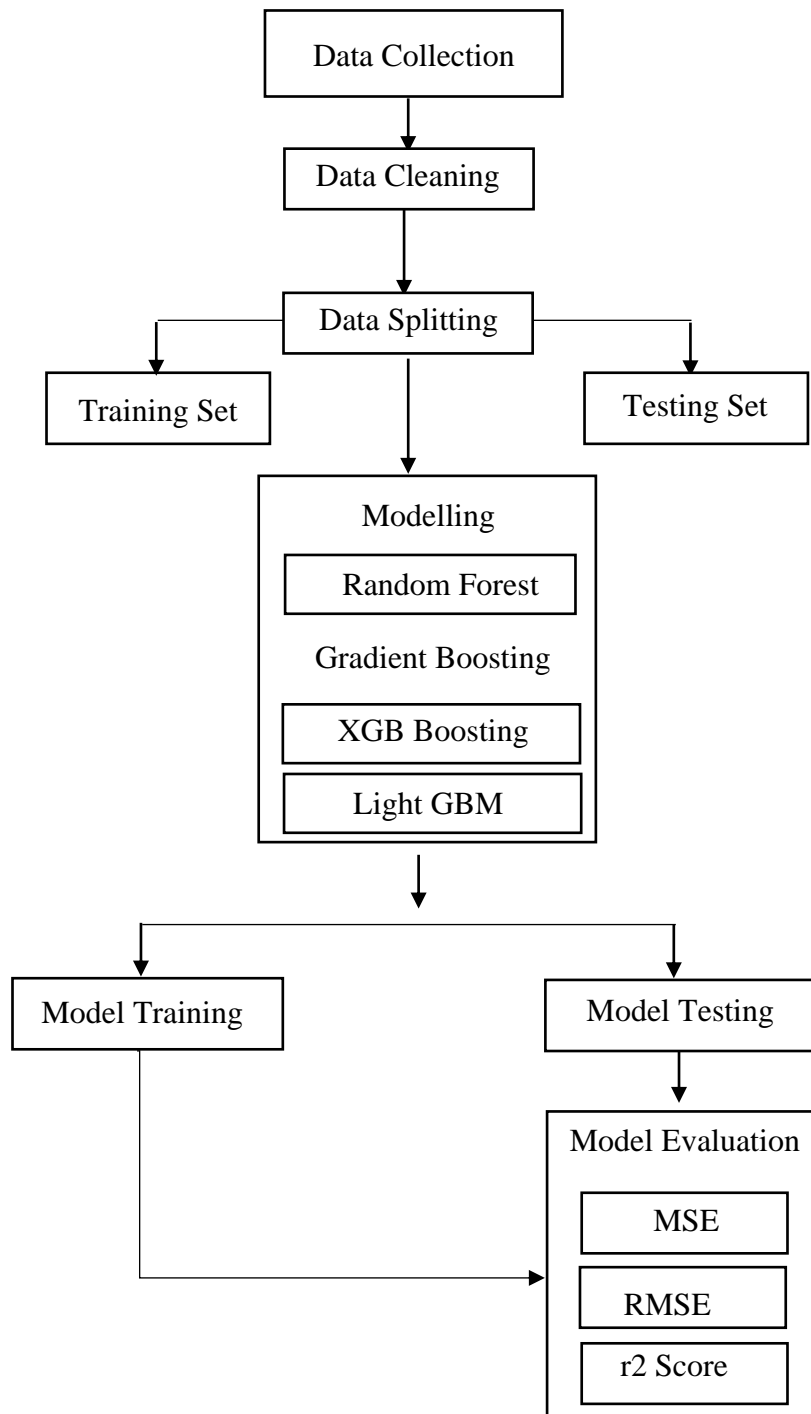 Data Collection
Data Cleaning
Data Splitting
Training Set
Testing Set
Modelling
Random Forest
Gradient Boosting
XGB Boosting
Light GBM
Model Training
Model Testing
Model Evaluation
MSE
RMSE
r2 Score